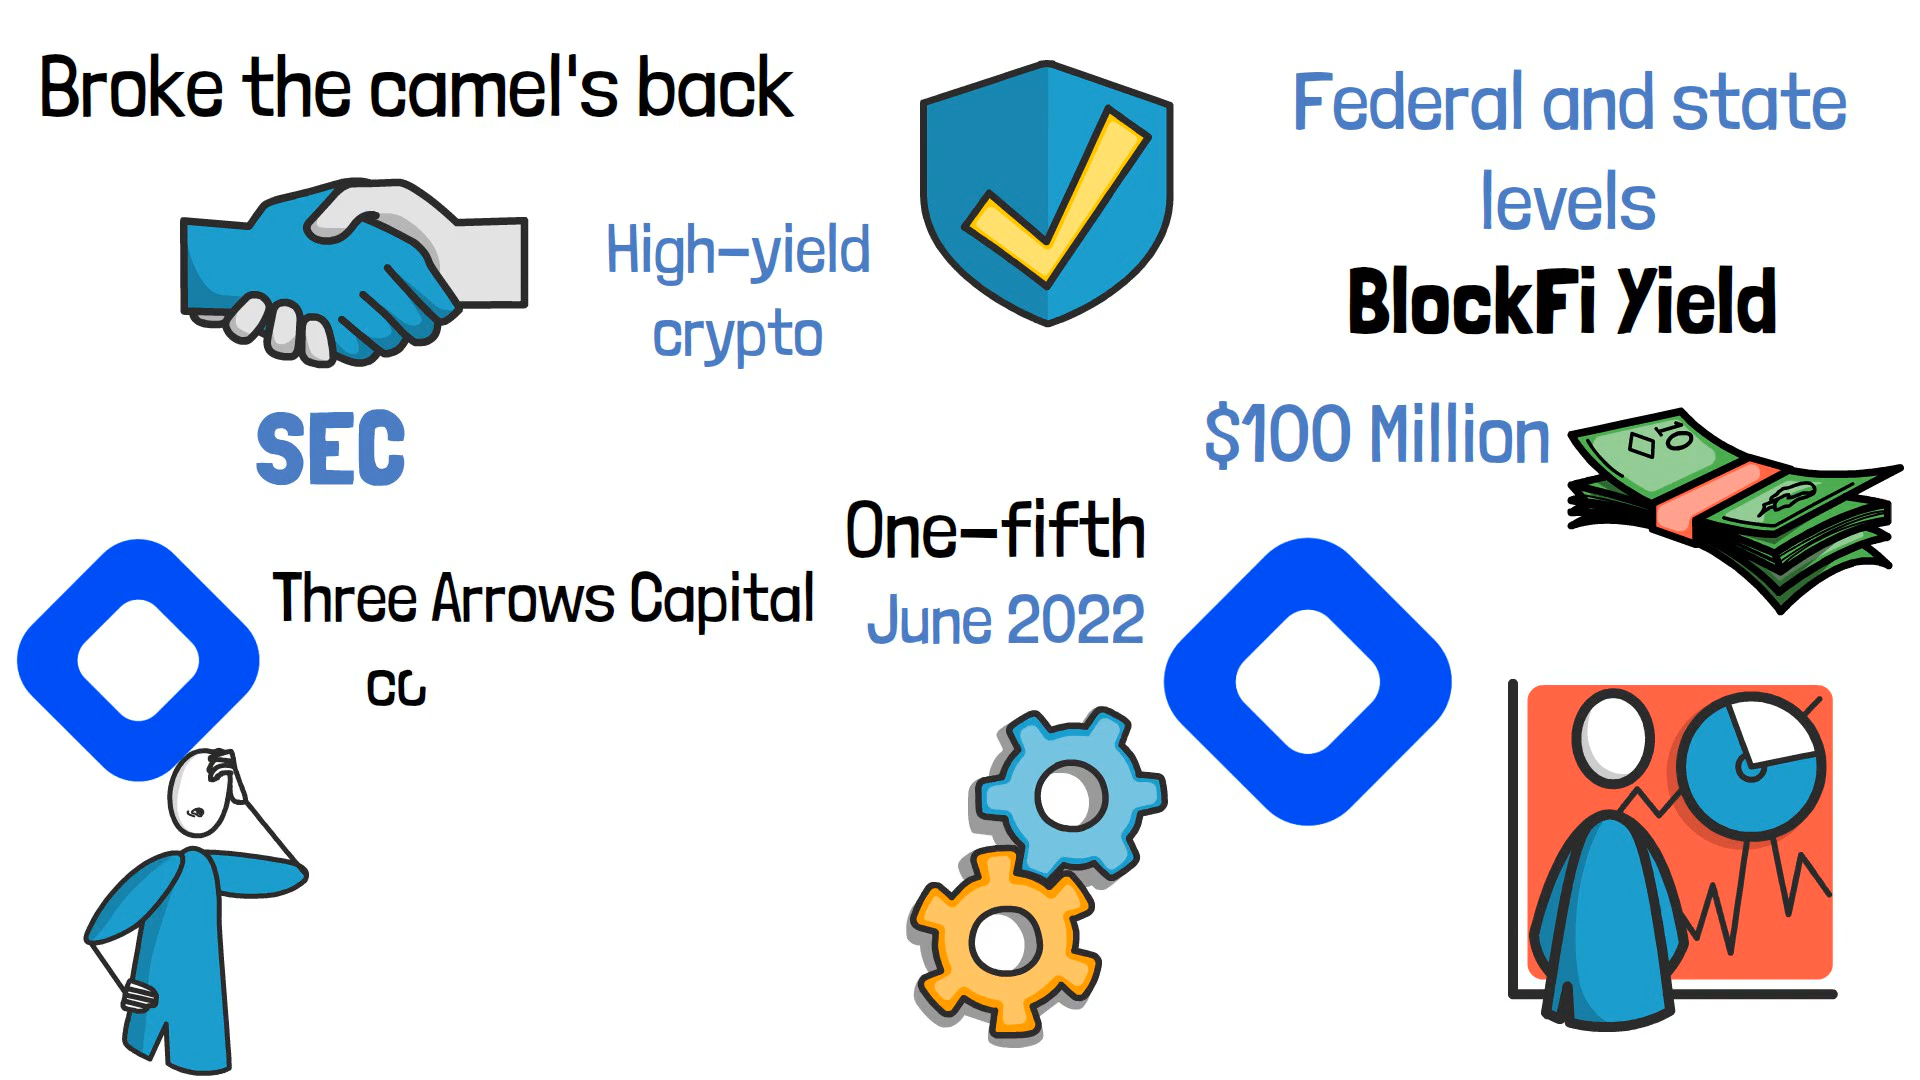 Broke the camel's back
Federal and state
levels
BlockFi Yield
High-yield
crypto
$100 Million
SEC
One-fifth
June 2022
Three Arrows Capital